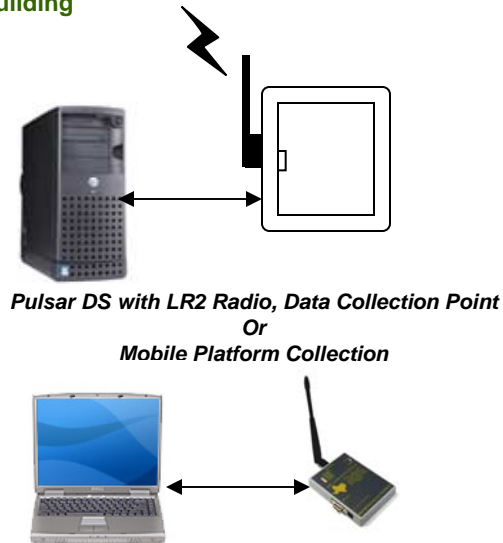 uilding
Pulsar DS with LR2 Radio, Data Collection Point
Or
Mobile Platform Collection